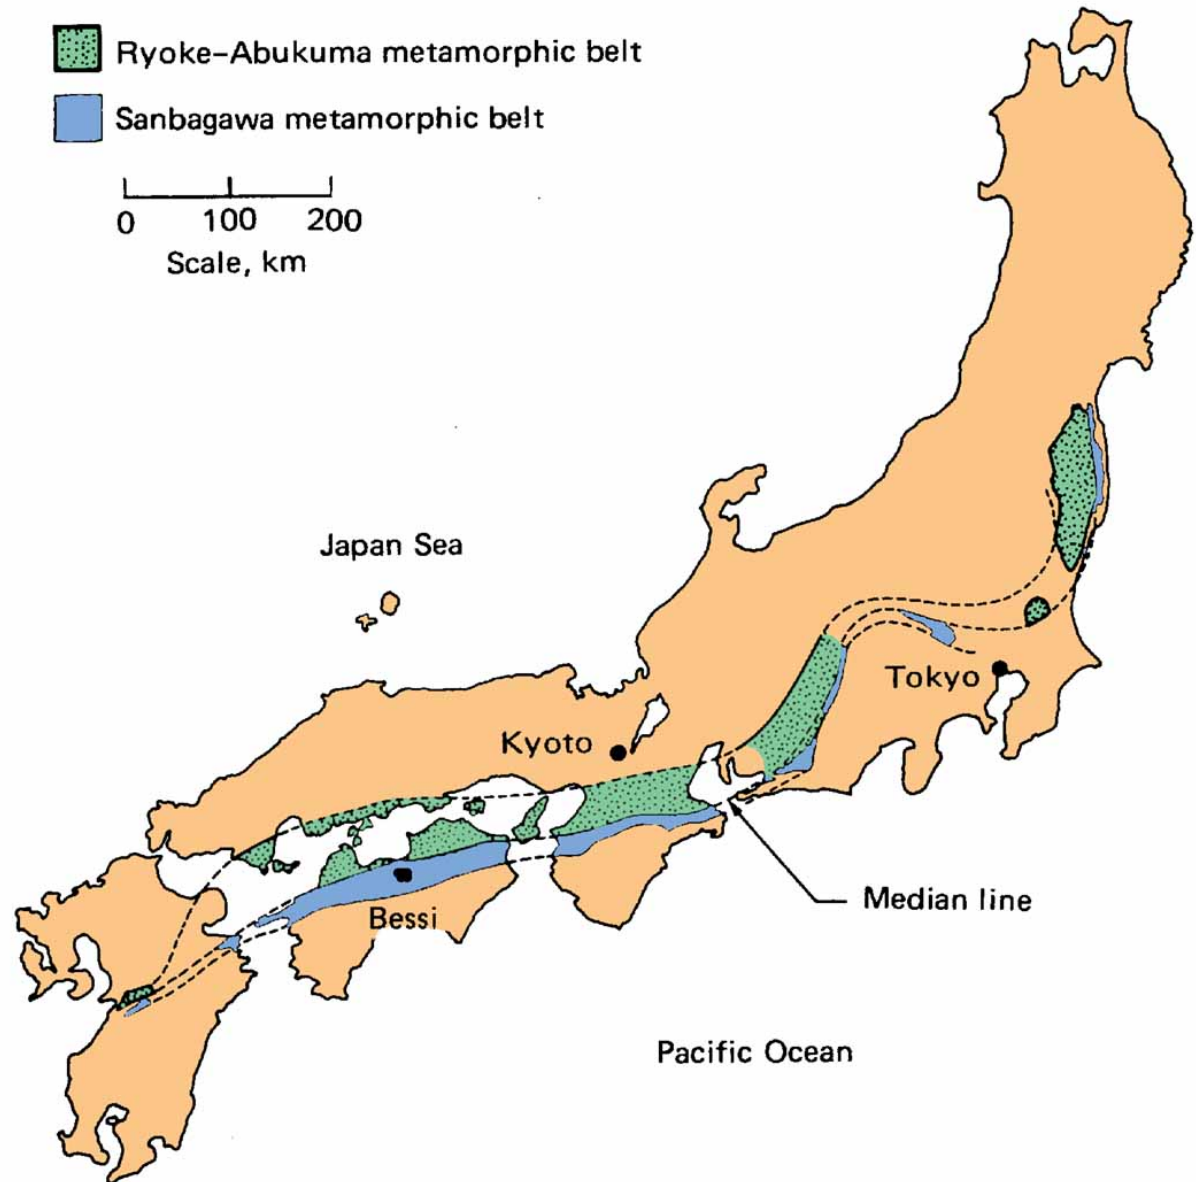 Ryoke–Abukuma metamorphic belt
Sanbagawa metamorphic belt
0 100 200
Scale, km
Japan Sea
Tokyo
Kyoto
Median line
Bessi
Pacific Ocean